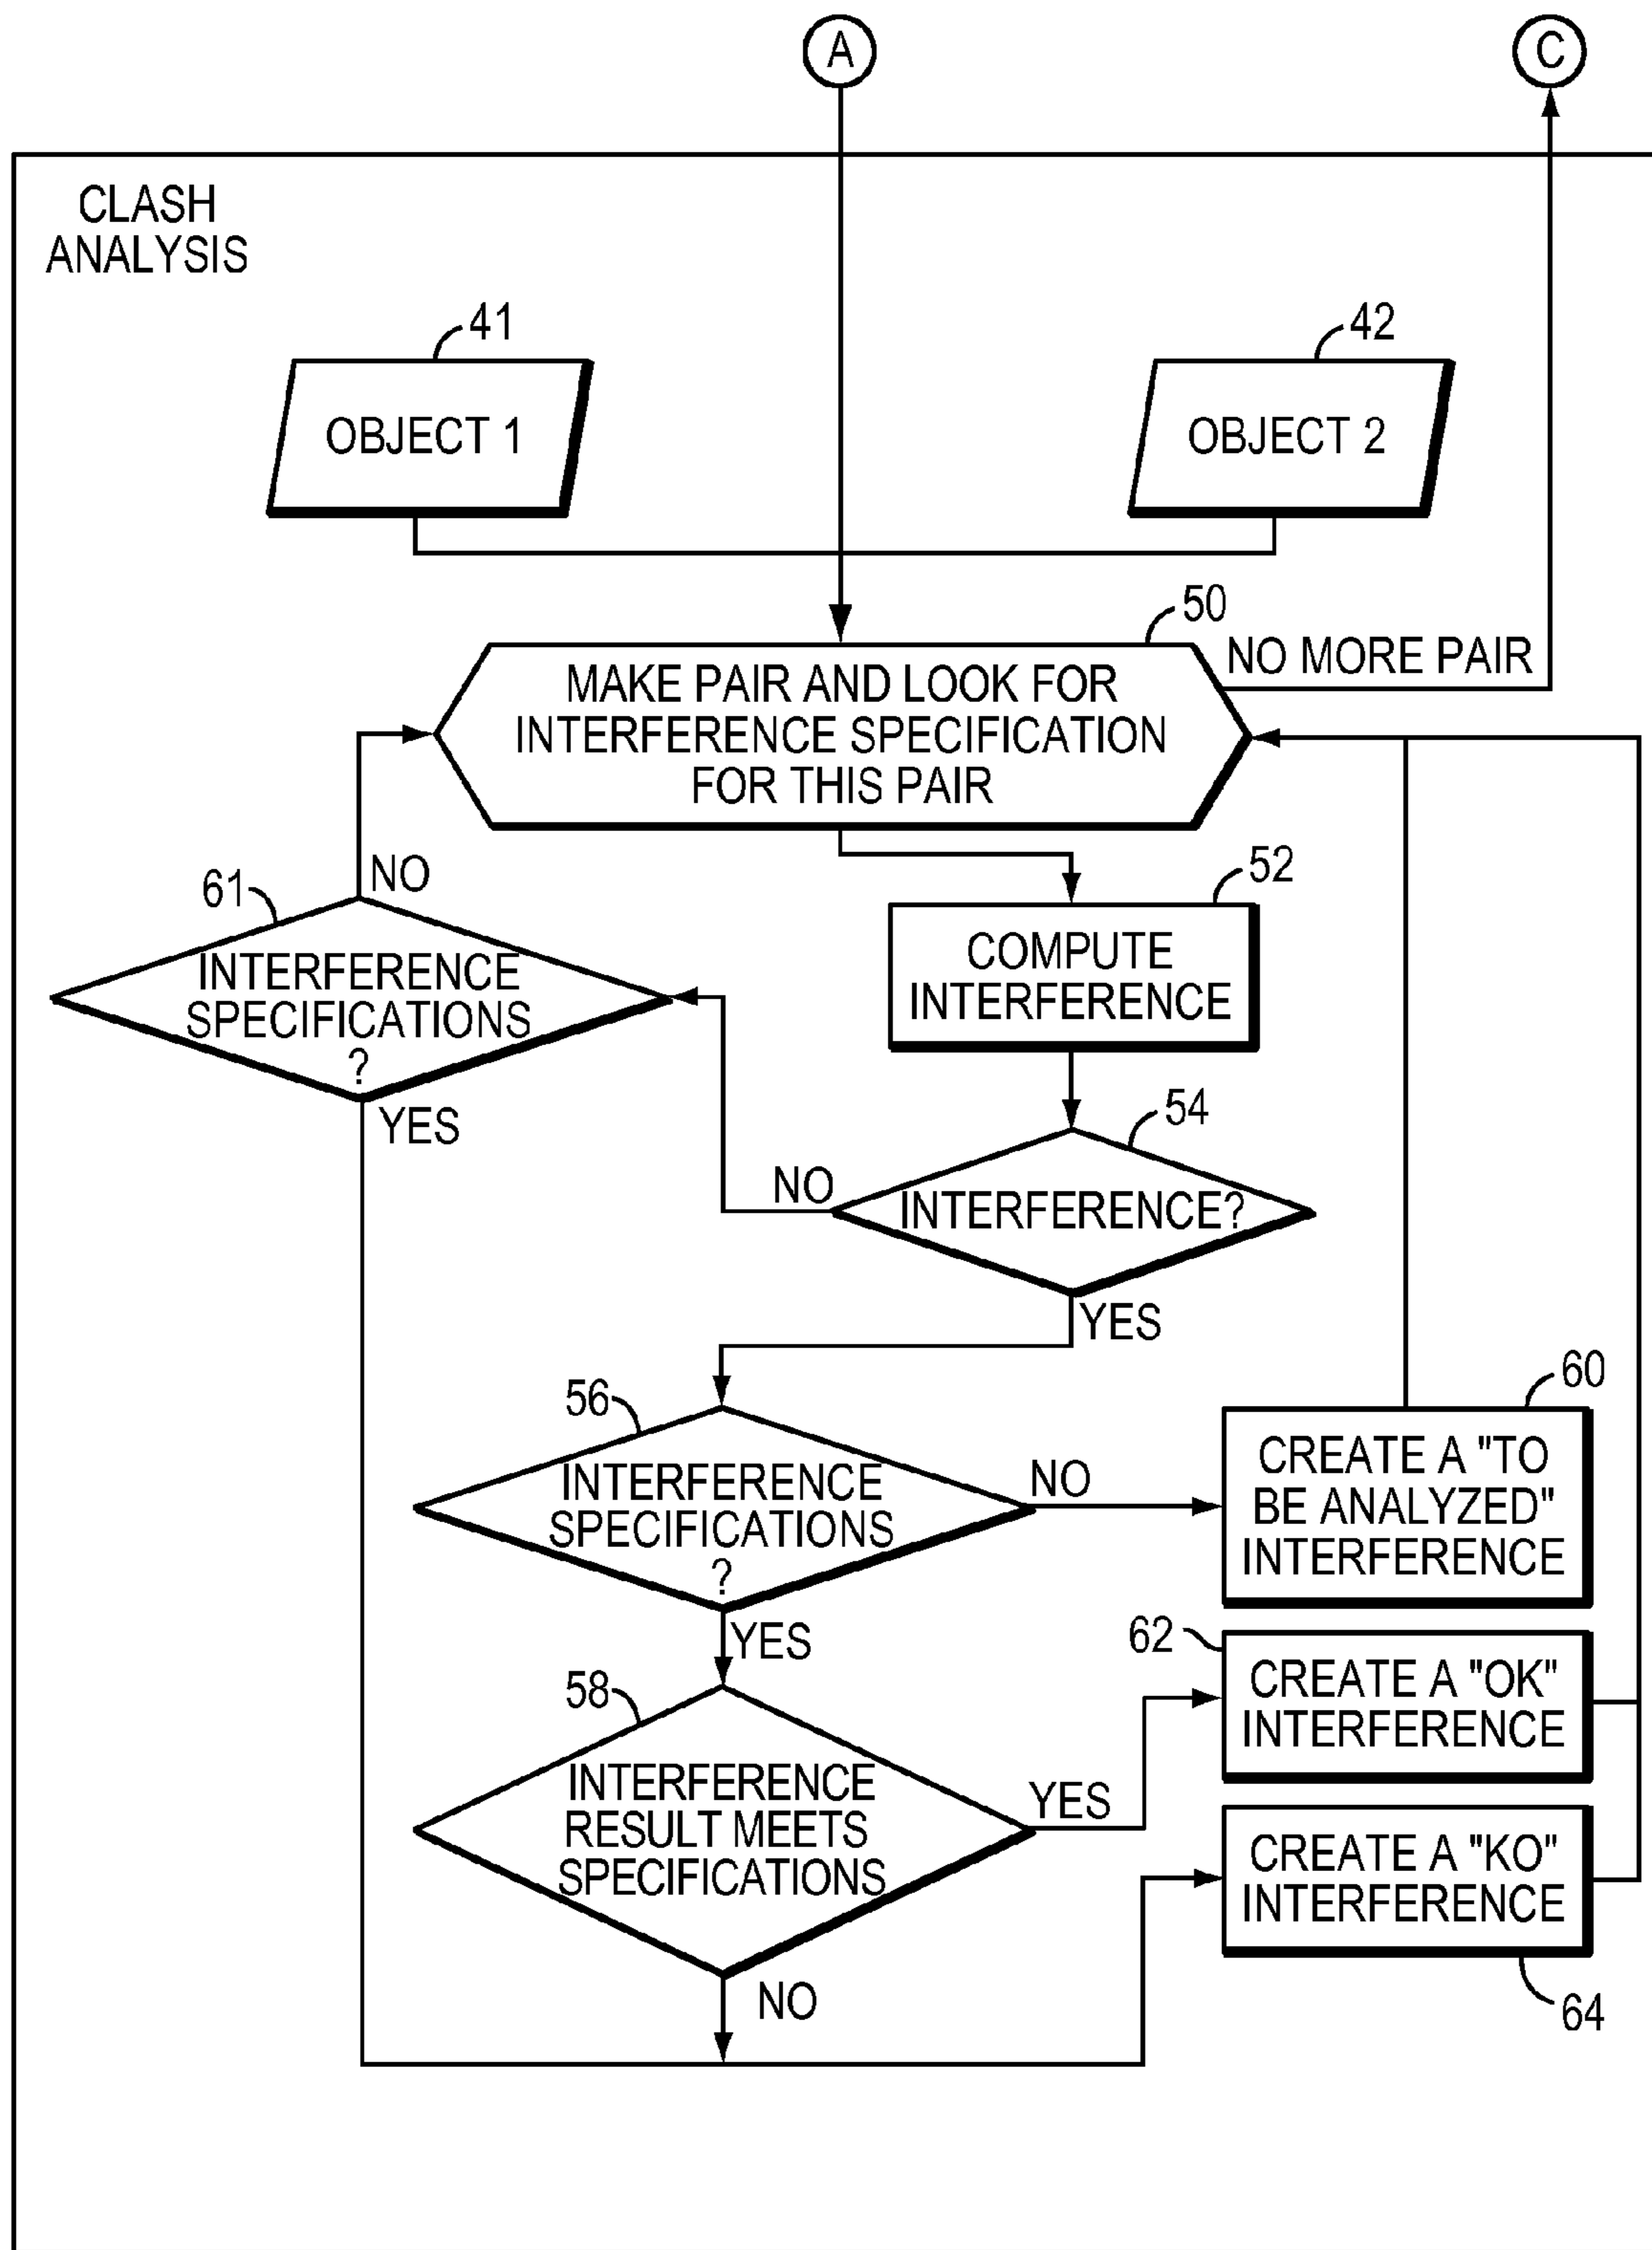 A
C
CLASH
ANALYSIS
41
42
OBJECT 1
OBJECT 2
50
NO MORE PAIR
MAKE PAIR AND LOOK FOR
INTERFERENCE SPECIFICATION
FOR THIS PAIR
61
NO
52
INTERFERENCE
SPECIFICATIONS
?
COMPUTE
INTERFERENCE
YES
54
NO
INTERFERENCE?
YES
56
60
INTERFERENCE
SPECIFICATIONS
?
NO
CREATE A "TO
BE ANALYZED"
INTERFERENCE
YES
62
58
CREATE A "OK"
INTERFERENCE
INTERFERENCE
RESULT MEETS
SPECIFICATIONS
YES
CREATE A "KO"
INTERFERENCE
NO
64